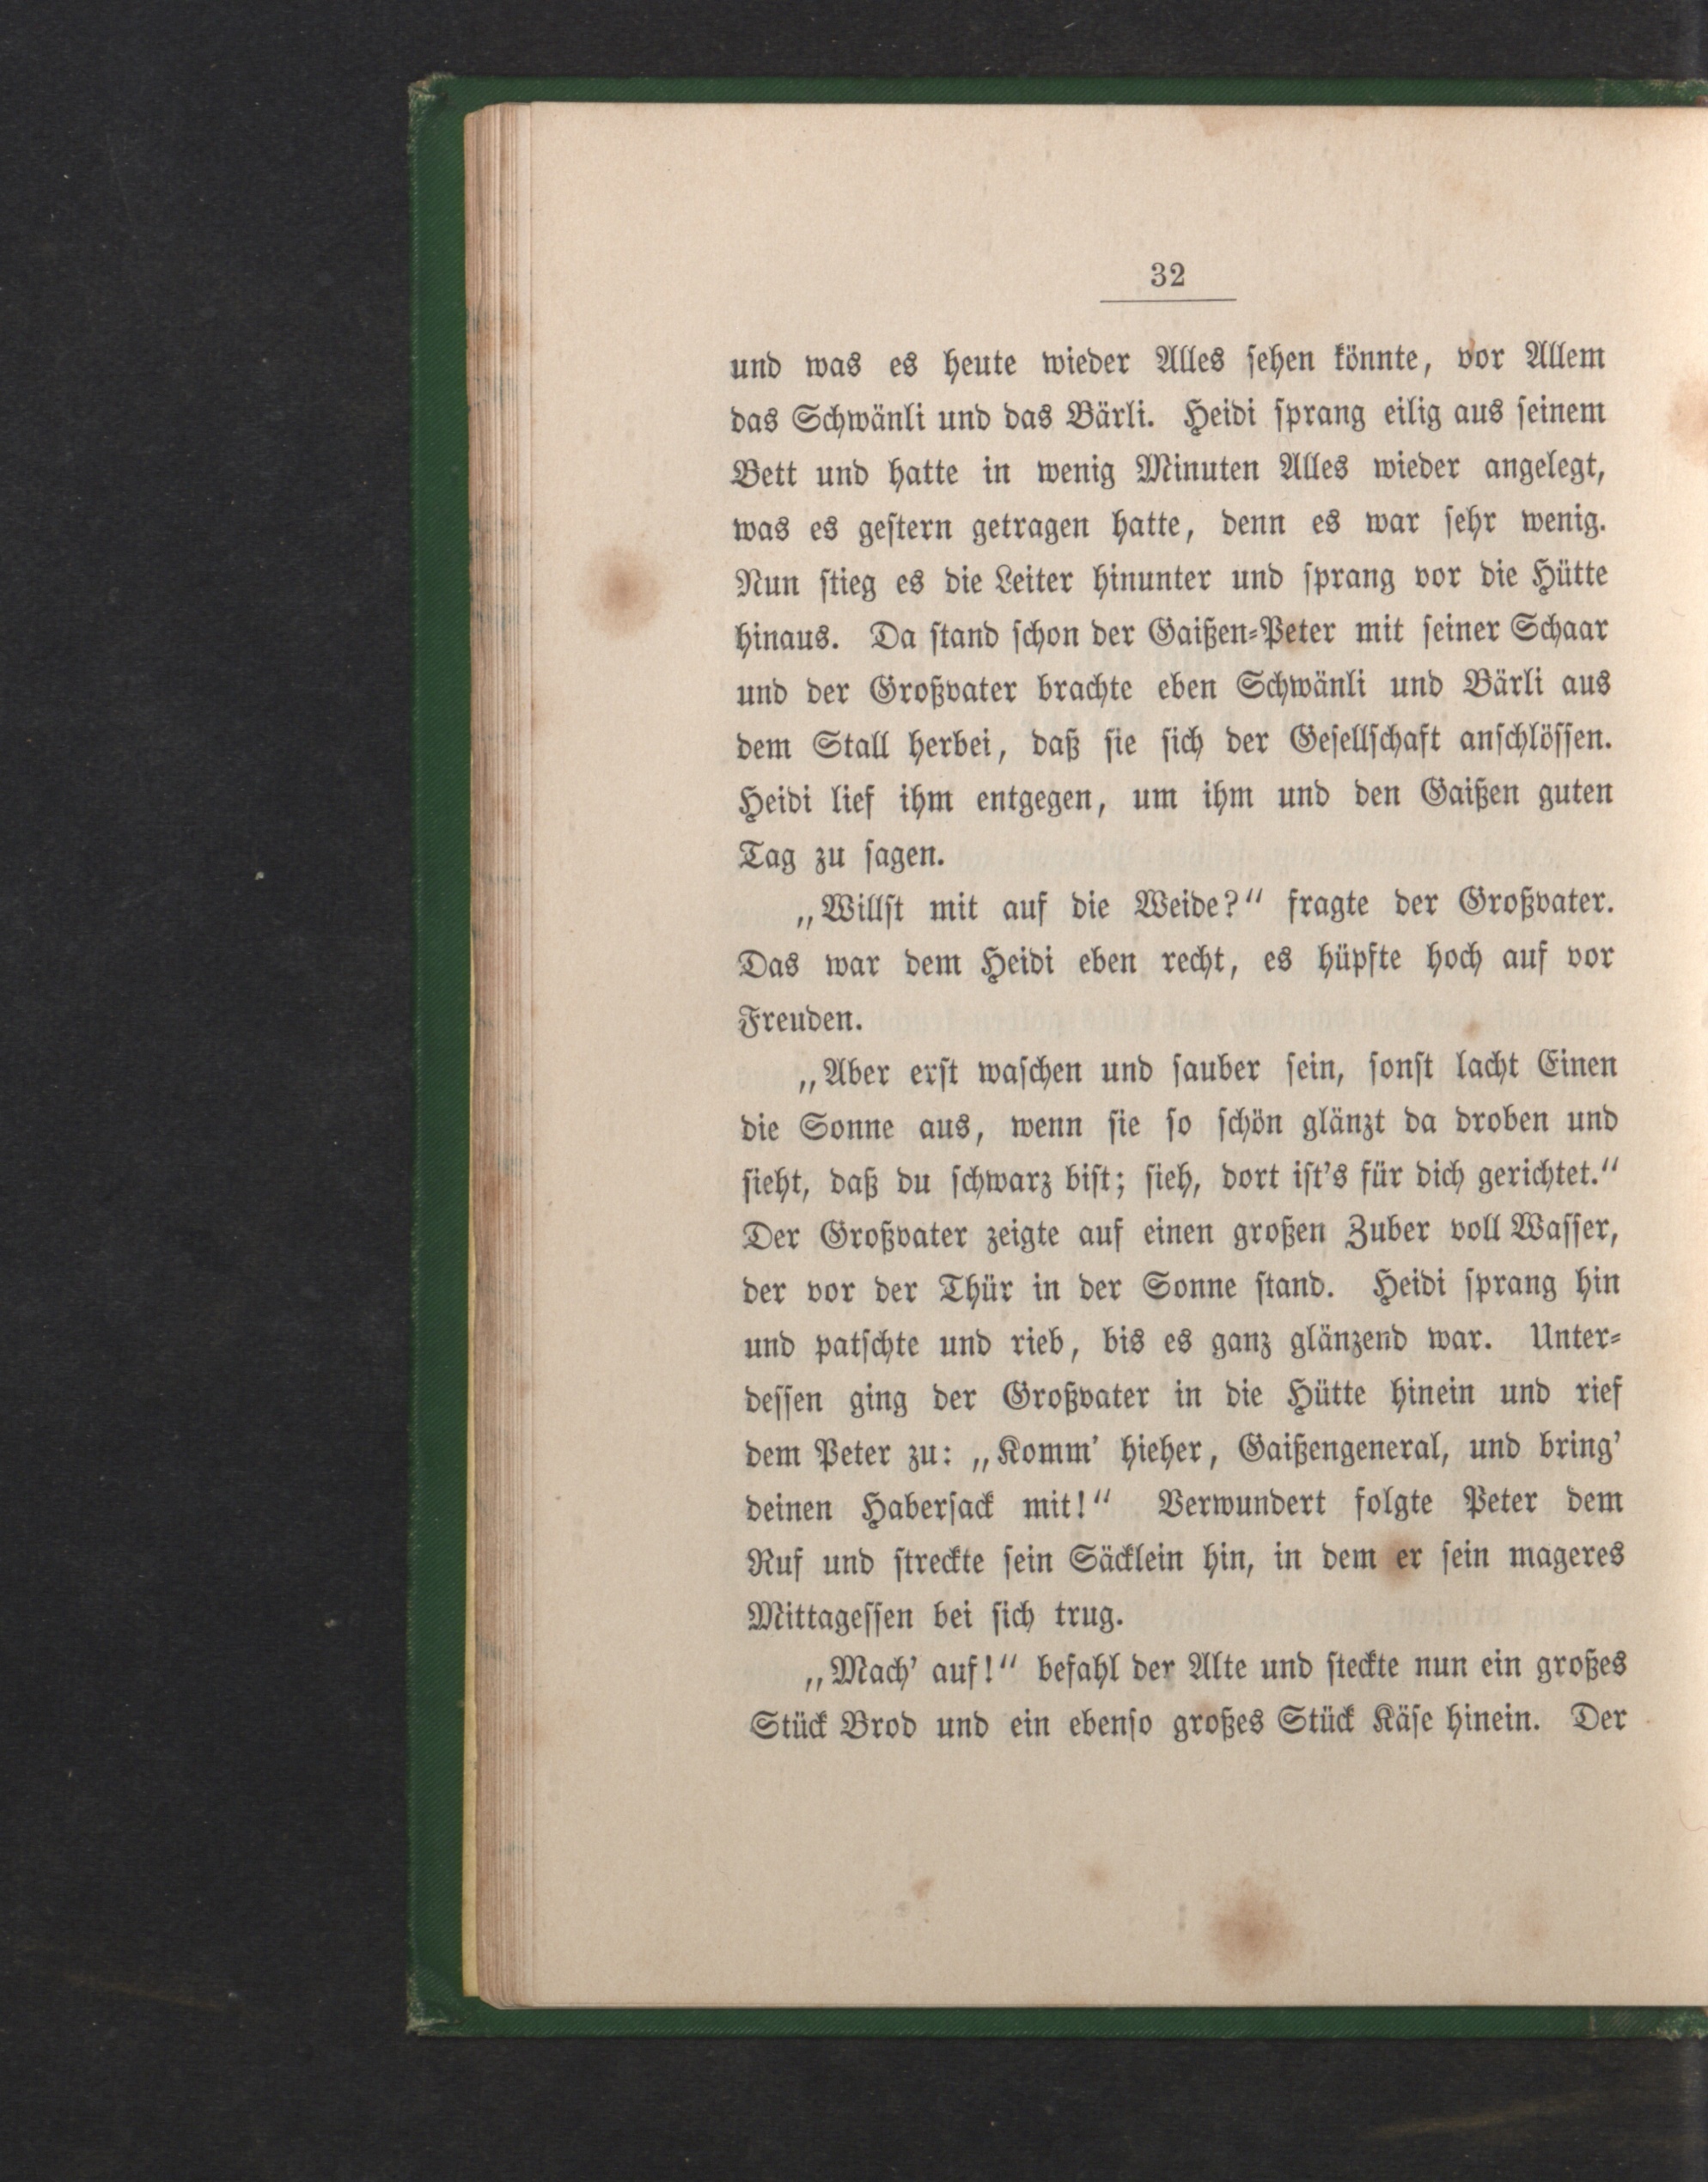 32
und was es heute wieder Alles sehen könnte, vor Allem
das Schwänli und das Bärli. Heidi sprang eilig aus seinem
Bett und hatte in wenig Minuten Alles wieder angelegt,
was es gestern getragen hatte, denn es war sehr wenig.
Nun stieg es die Leiter hinunter und sprang vor die Hütte
hinaus. Da stand schon der Gaißen-Peter mit seiner Schaar
und der Großvater brachte eben Schwänli und Bärli aus
dem Stall herbei, daß sie sich der Gesellschaft anschlössen.
Heidi lief ihm entgegen, um ihm und den Gaißen guten
Tag zu sagen.
„Willst mit auf die Weide?“ fragte der Großvater.
Das war dem Heidi eben recht, es hüpfte hoch auf vor
Freuden.
„Aber erst waschen und sauber sein, sonst lacht Einen
die Sonne aus, wenn sie so schön glänzt da droben und
sieht, daß du schwarz bist; sieh, dort ist’s für dich gerichtet.“
Der Großvater zeigte auf einen großen Zuber voll Wasser,
der vor der Thür in der Sonne stand. Heidi sprang hin
und patschte und rieb, bis es ganz glänzend war. Unter-
dessen ging der Großvater in die Hütte hinein und rief
dem Peter zu: „Komm’ hieher, Gaißengeneral, und bring’
deinen Habersack mit!“ Verwundert folgte Peter dem
Ruf und streckte sein Säcklein hin, in dem er sein mageres
Mittagessen bei sich trug.
„Mach’ auf!“ befahl der Alte und steckte nun ein großes
Stück Brod und ein ebenso großes Stück Käse hinein. Der